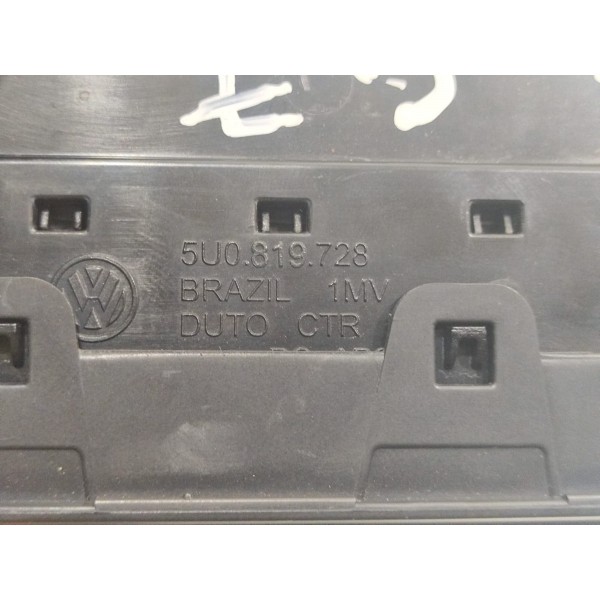 5U0.819.728
BRAZIL 1MV
DUTO CTR